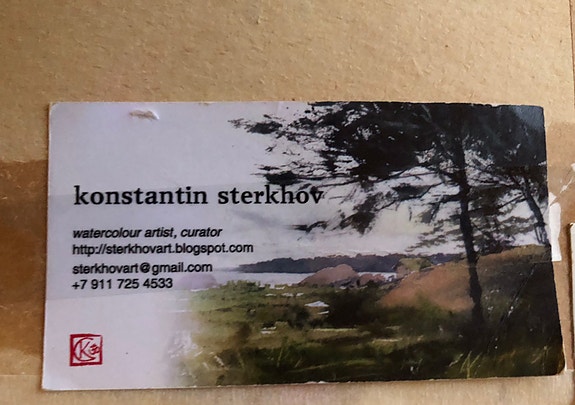 konstantin sterkhov
watercolour artist, curator
http://sterkhovart.blogspot.com
sterkhovart@gmail.com
+7 911 725 4533